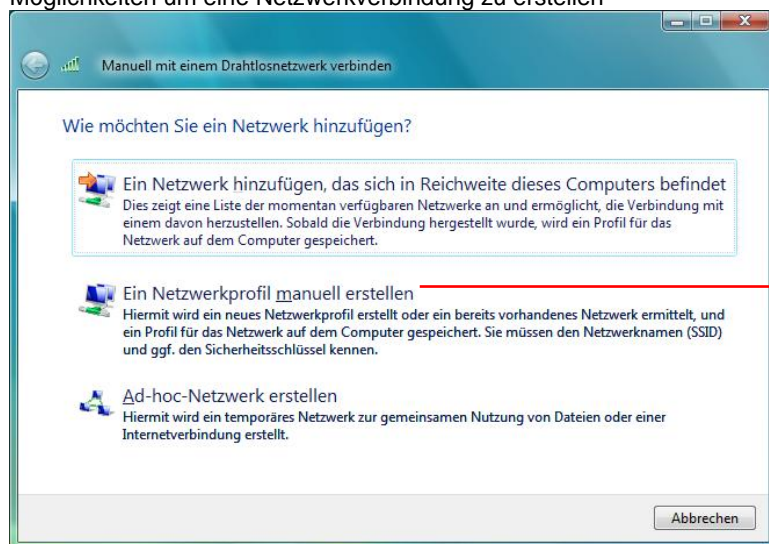 Möglichkeiten um eine Netzwerkverbindung zu erstellen
Manuell mit einem Drahtlosnetzwerk verbinden
Wie möchten Sie ein Netzwerk hinzufügen?
Ein Netzwerk hinzufügen, das sich in Reichweite dieses Computers befindet
Dies zeigt eine Liste der momentan verfügbaren Netzwerke an und ermöglicht, die Verbindung mit
einem davon herzustellen. Sobald die Verbindung hergestellt wurde, wird ein Profil für das
Netzwerk auf dem Computer gespeichert.
Ein Netzwerkprofil manuell erstellen
Hiermit wird ein neues Netzwerkprofil erstellt oder ein bereits vorhandenes Netzwerk ermittelt, und
ein Profil für das Netzwerk auf dem Computer gespeichert. Sie müssen den Netzwerknamen (SSID)
und ggf. den Sicherheitsschlüssel kennen.
Ad-hoc-Netzwerk erstellen
Hiermit wird ein temporäres Netzwerk zur gemeinsamen Nutzung von Dateien oder einer
Internetverbindung erstellt.
Abbrechen